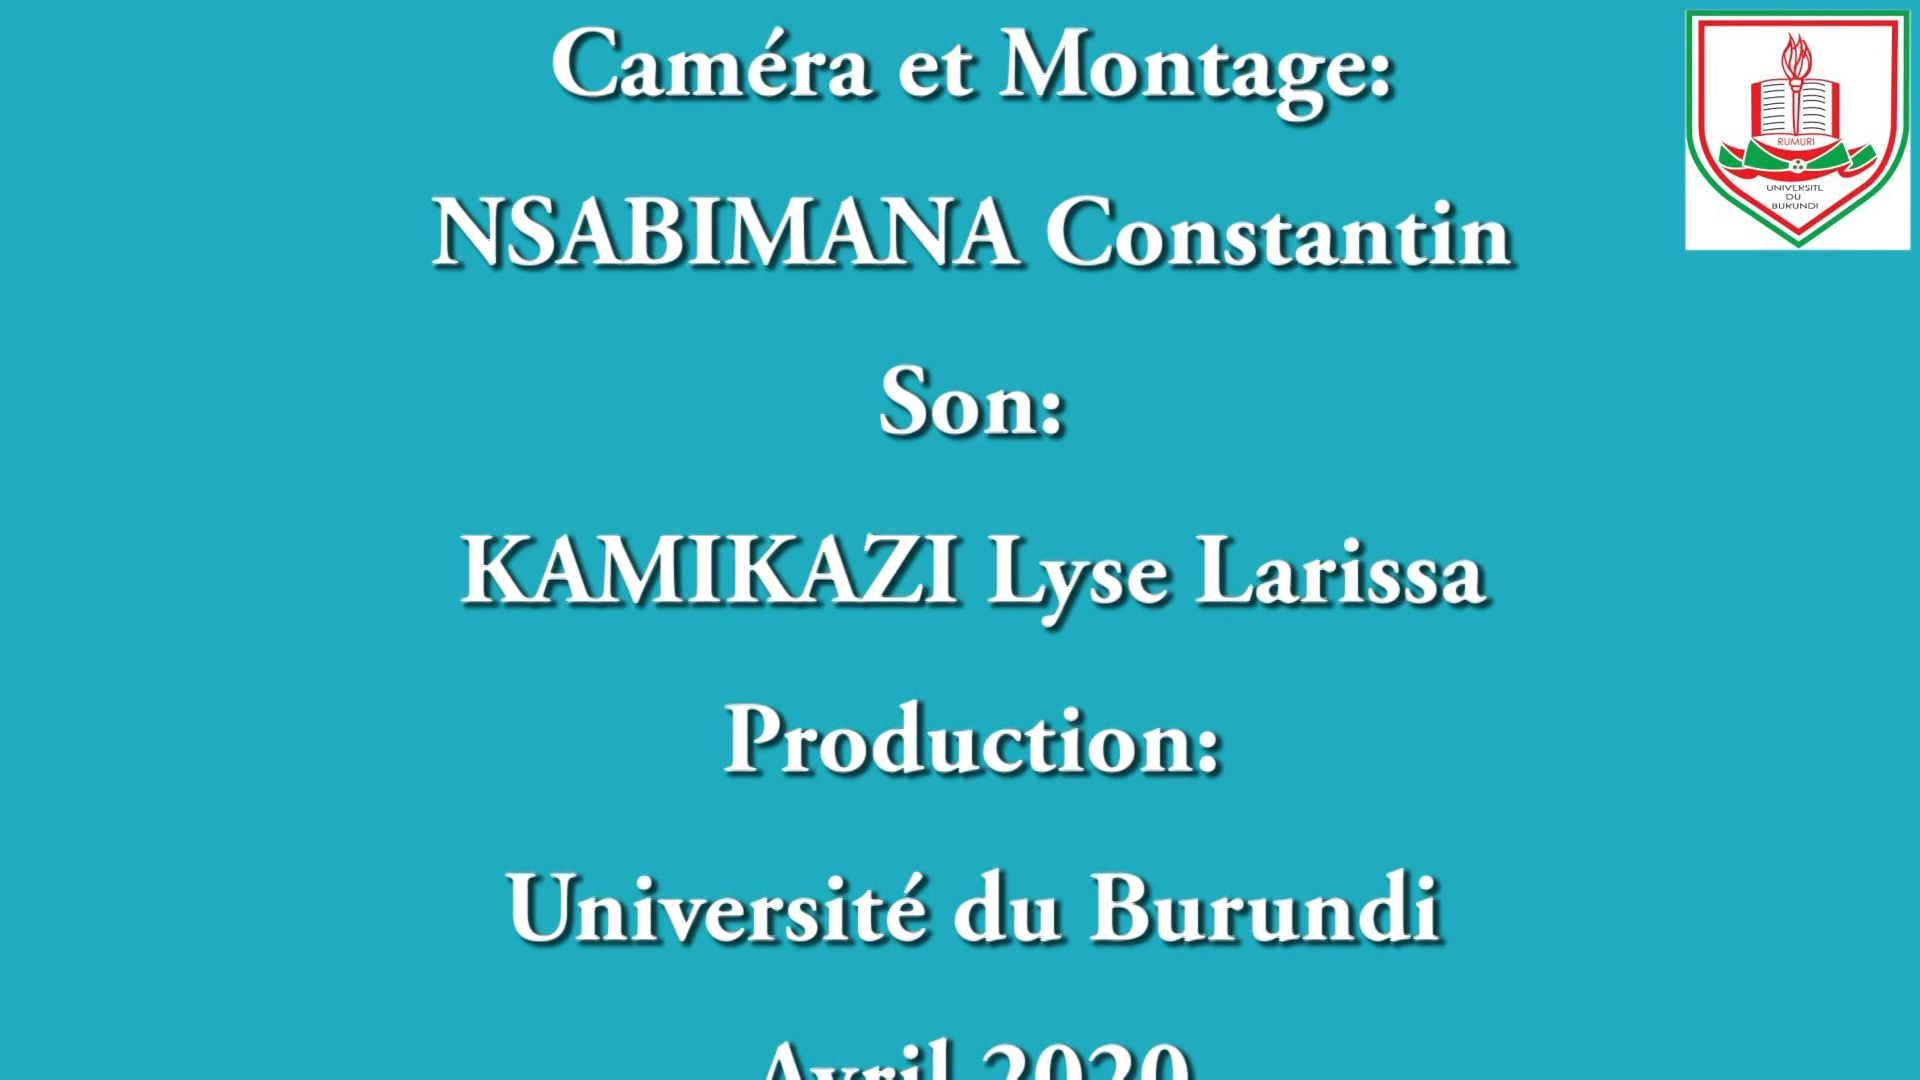 Caméra et Montage:
NSABIMANA Constantin
Son:
KAMIKAZI Lyse Larissa
Production:
Université du Burundi
Avril 2020
RUMURI
UNIVERSITE
DU
BURUNDI